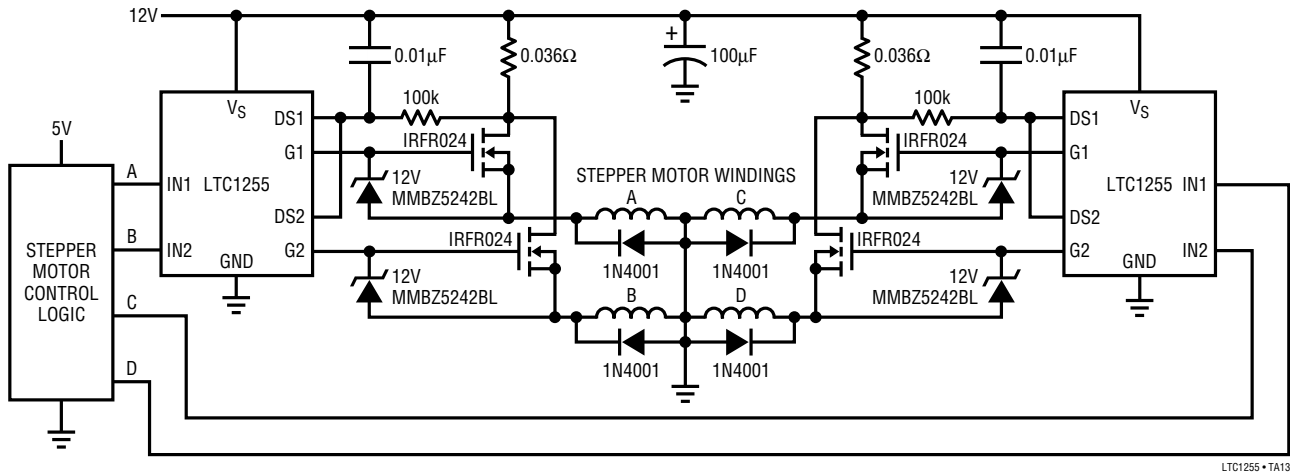 12V
0.01μF
0.036Ω
+
100μF
0.036Ω
0.01μF
5V
VS
DS1
100k
100k
DS1
VS
IRFR024
IRFR024
G1
G1
A
IN1
LTC1255
12V
MMBZ5242BL
STEPPER MOTOR WINDINGS
12V
MMBZ5242BL
LTC1255
IN1
A
C
DS2
DS2
B
IN2
G2
IRFR024
IRFR024
G2
IN2
STEPPER
MOTOR
CONTROL
LOGIC
GND
1N4001
1N4001
GND
12V
MMBZ5242BL
12V
MMBZ5242BL
C
B
D
D
1N4001
1N4001
LTC1255 • TA13